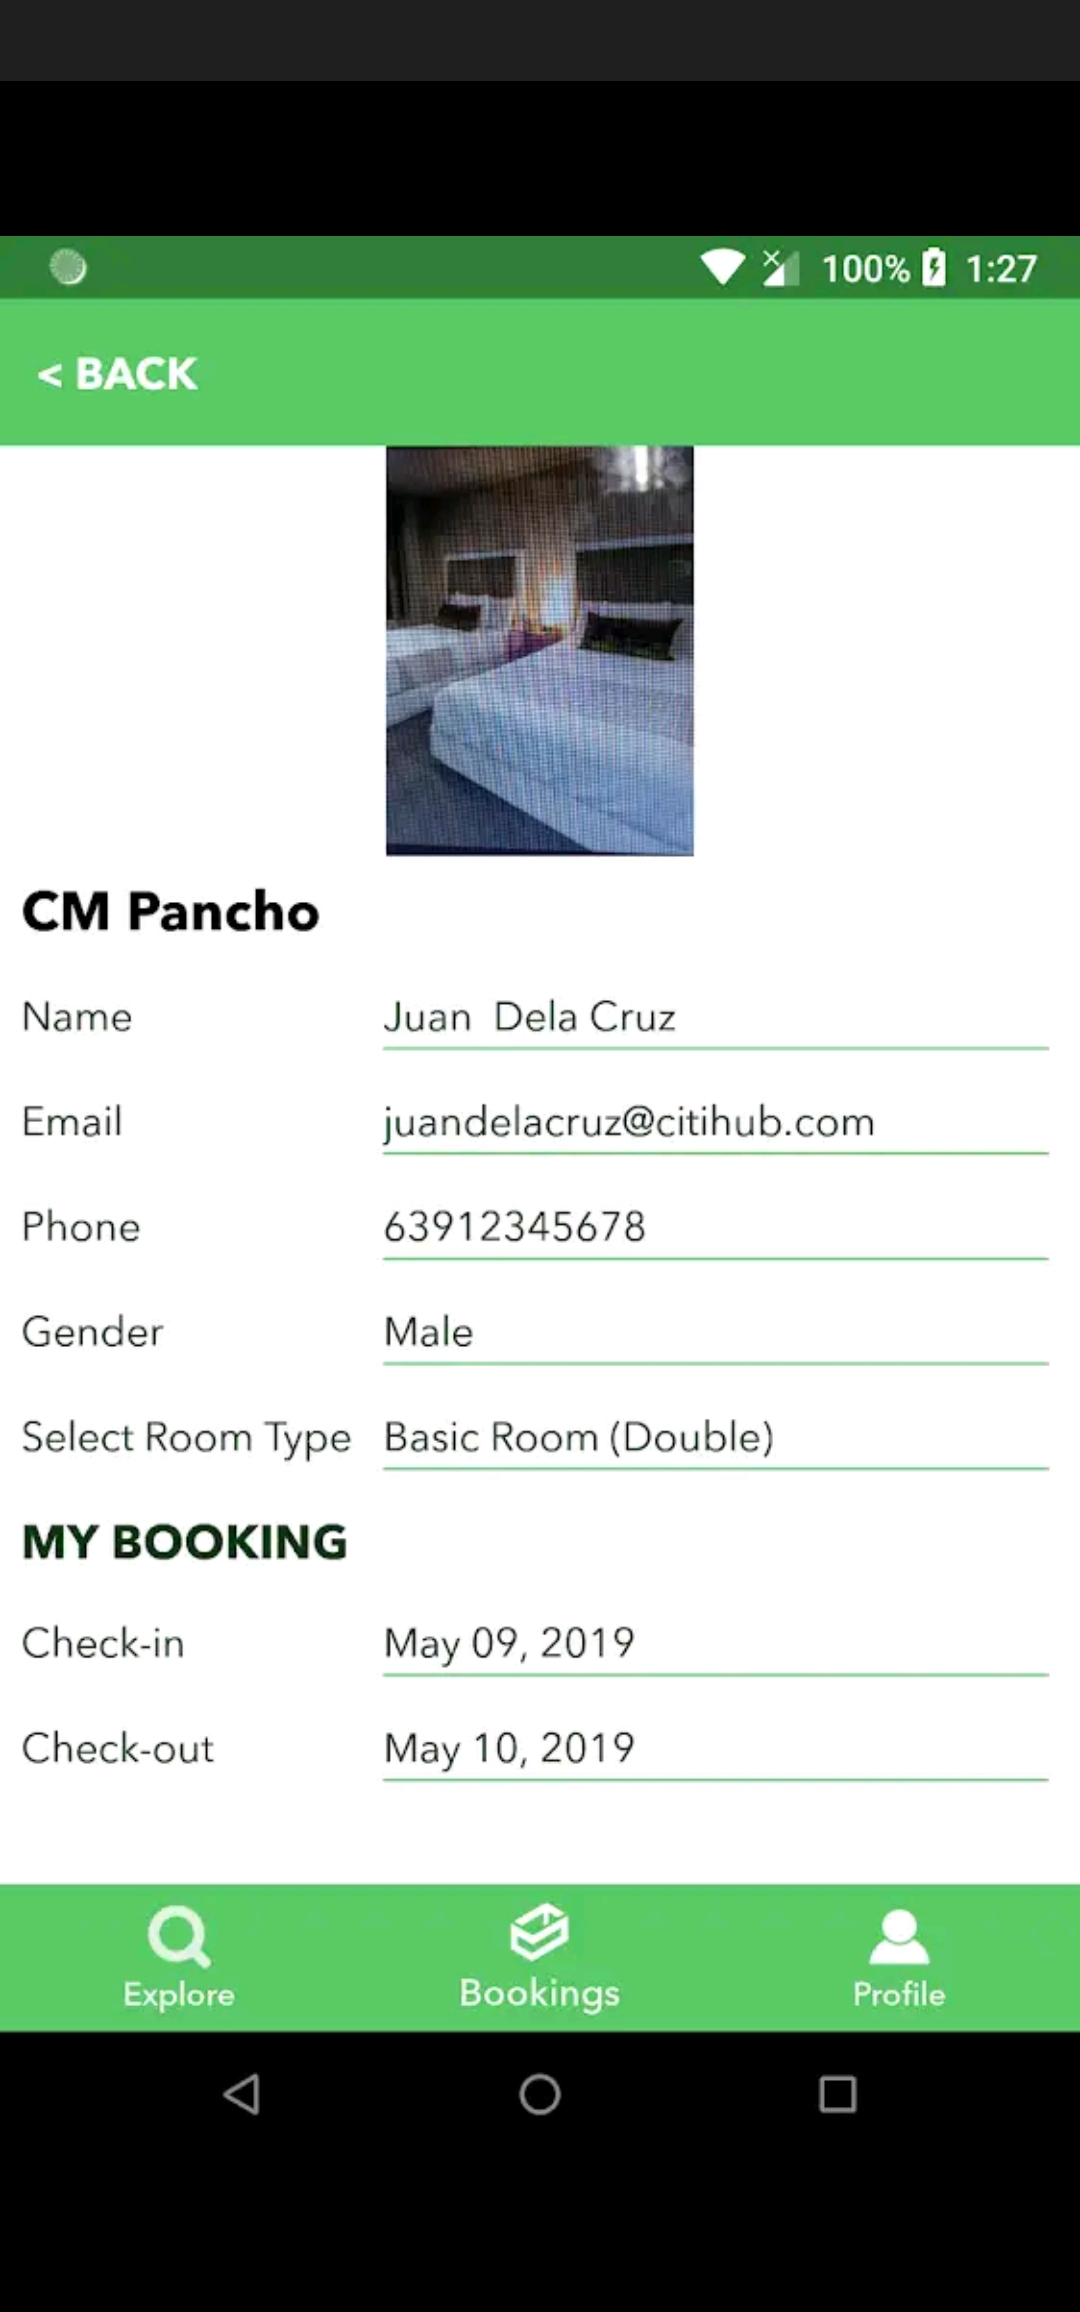 100% 1:27
< BACK
CM Pancho
Name Juan  Dela Cruz
Email juandelacruz@citihub.com
Phone 63912345678
Gender Male
Select Room Type Basic Room (Double)
MY BOOKING
Check-in May 09, 2019
Check-out May 10, 2019
Explore Bookings Profile